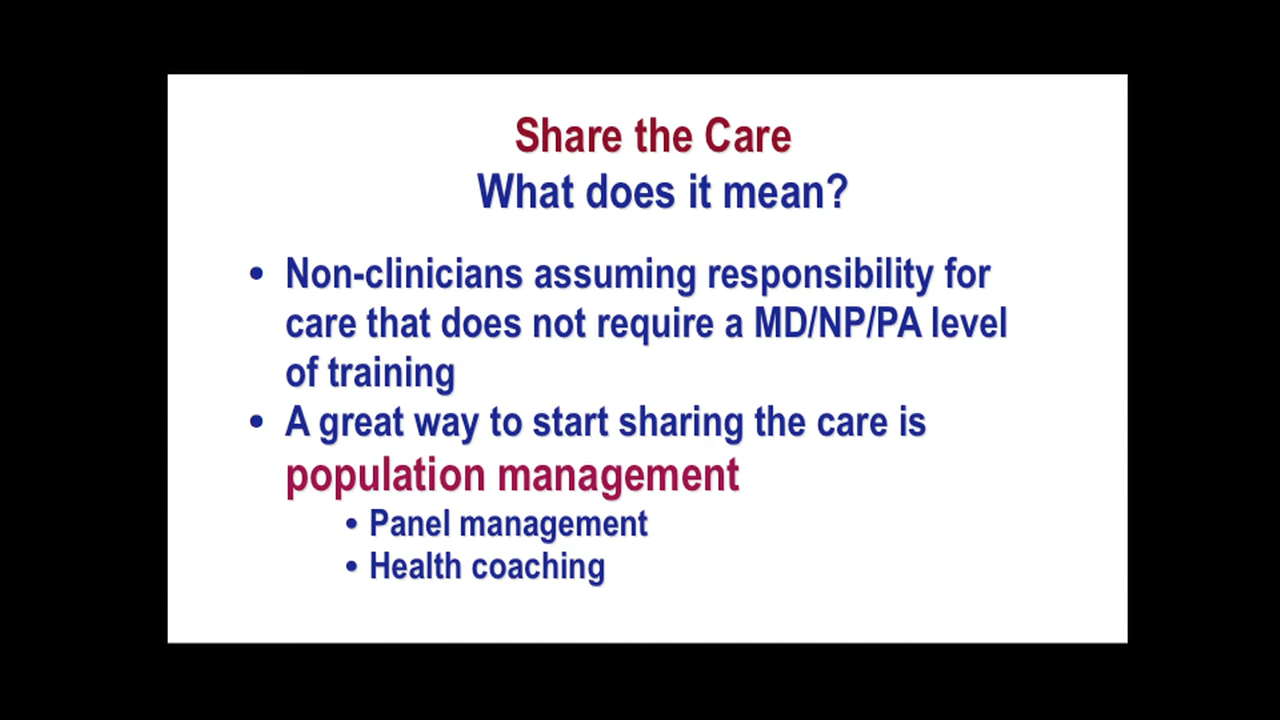 Share the Care
What does it mean?
• Non-clinicians assuming responsibility for
care that does not require a MD/NP/PA level
of training
• A great way to start sharing the care is
population management
• Panel management
• Health coaching